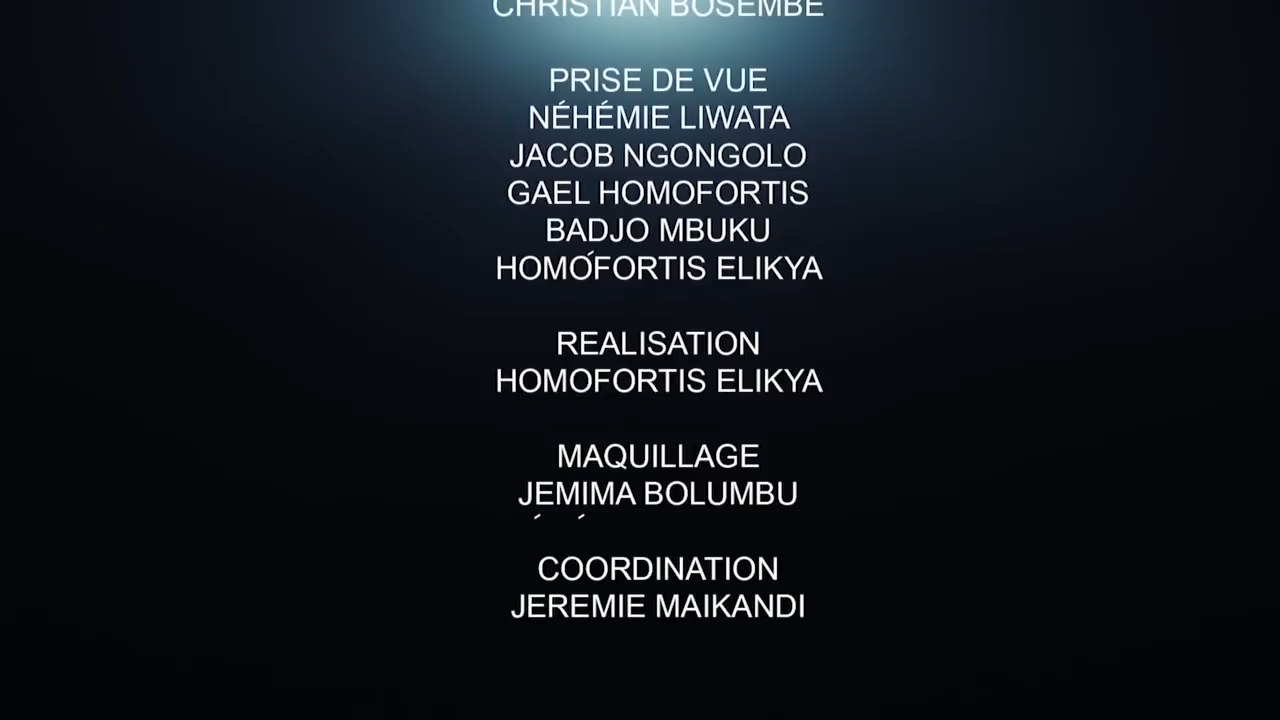 CHRISTIAN BOSEMBE
PRISE DE VUE
NÉHÉMIE LIWATA
JACOB NGONGOLO
GAEL HOMOFORTIS
BADJO MBUKU
HOMOFORTIS ELIKYA
REALISATION
HOMOFORTIS ELIKYA
MAQUILLAGE
JEMIMA BOLUMBU
COORDINATION
JEREMIE MAIKANDI